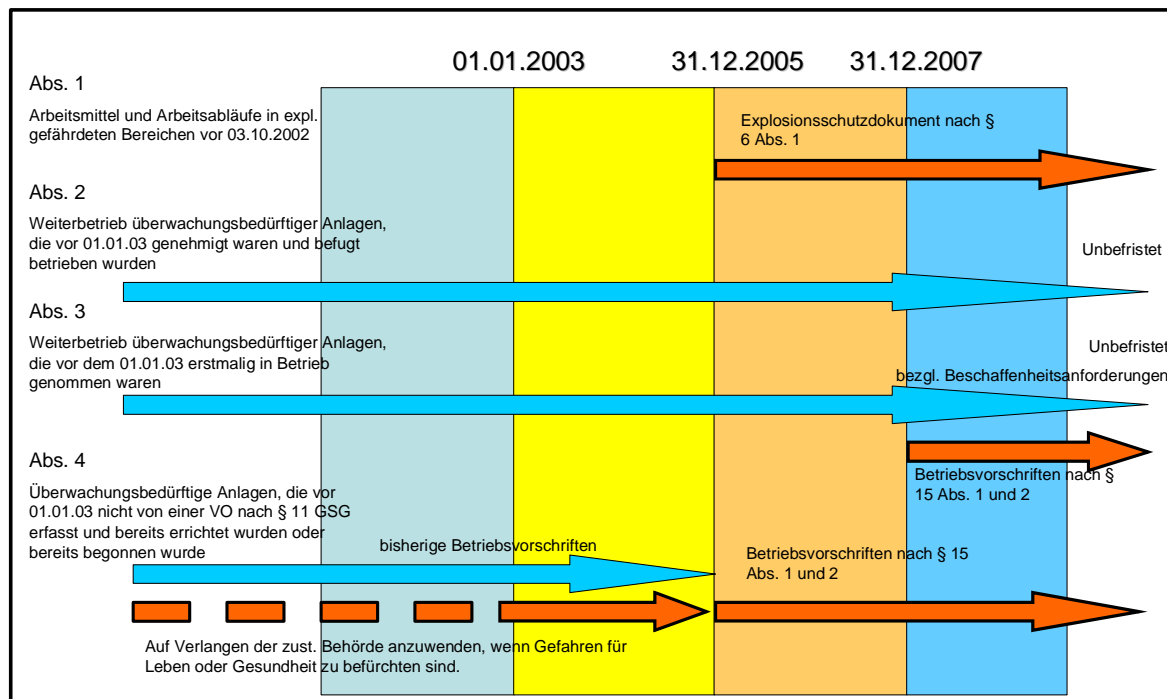 01.01.2003 31.12.2005 31.12.2007
Abs. 1
Arbeitsmittel und Arbeitsabläufe in expl.
gefährdeten Bereichen vor 03.10.2002
Explosionsschutzdokument nach §
6 Abs. 1
Abs. 2
Weiterbetrieb überwachungsbedürftiger Anlagen,
die vor 01.01.03 genehmigt waren und befugt
betrieben wurden
Unbefristet
Abs. 3
Weiterbetrieb überwachungsbedürftiger Anlagen,
die vor dem 01.01.03 erstmalig in Betrieb
genommen waren
Unbefristet
bezgl. Beschaffenheitsanforderungen
Betriebsvorschriften nach §
15 Abs. 1 und 2
Abs. 4
Überwachungsbedürftige Anlagen, die vor
01.01.03 nicht von einer VO nach § 11 GSG
erfasst und bereits errichtet wurden oder
bereits begonnen wurde
bisherige Betriebsvorschriften
Betriebsvorschriften nach § 15
Abs. 1 und 2
Auf Verlangen der zust. Behörde anzuwenden, wenn Gefahren für
Leben oder Gesundheit zu befürchten sind.